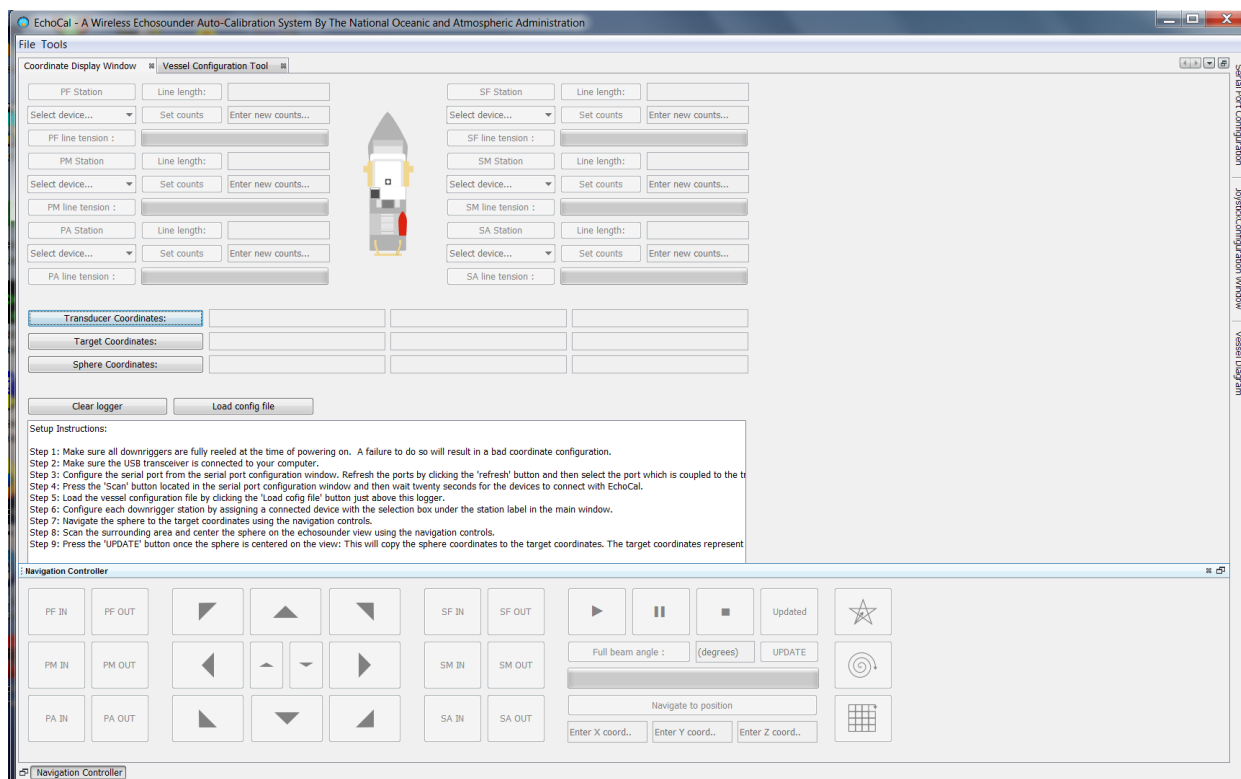 EchoCal - A Wireless Echosounder Auto-Calibration System By The National Oceanic and Atmospheric Administration
File Tools
Coordinate Display Window Vessel Configuration Tool
PF Station Line length: SF Station Line length:
Select device... Set counts Enter new counts... Select device... Set counts Enter new counts...
PF line tension : SF line tension :
PM Station Line length: SM Station Line length:
Select device... Set counts Enter new counts... Select device... Set counts Enter new counts...
PM line tension : SM line tension :
PA Station Line length: SA Station Line length:
Select device... Set counts Enter new counts... Select device... Set counts Enter new counts...
PA line tension : SA line tension :
Transducer Coordinates:
Target Coordinates:
Sphere Coordinates:
Clear logger Load config file
Setup Instructions:
Step 1: Make sure all downriggers are fully reeled at the time of powering on. A failure to do so will result in a bad coordinate configuration.
Step 2: Make sure the USB transceiver is connected to your computer.
Step 3: Configure the serial port from the serial port configuration window. Refresh the ports by clicking the 'refresh' button and then select the port which is coupled to the
Step 4: Press the 'Scan' button located in the serial port configuration window and then wait twenty seconds for the devices to connect with EchoCal.
Step 5: Load the vessel configuration file by clicking the 'Load cofig file' button just above this logger.
Step 6: Configure each downrigger station by assigning a connected device with the selection box under the station label in the main window.
Step 7: Navigate the sphere to the target coordinates using the navigation controls.
Step 8: Scan the surrounding area and center the sphere on the echosounder view using the navigation controls.
Step 9: Press the 'UPDATE' button once the sphere is centered on the view: This will copy the sphere coordinates to the target coordinates. The target coordinates represent
Serial Port Configuration
Joystick Configuration Window
Vessel Diagram
Navigation Controller
PF IN PF OUT SF IN SF OUT Updated
Full beam angle : (degrees) UPDATE
PM IN PM OUT SM IN SM OUT
Navigate to position
PA IN PA OUT SA IN SA OUT
Enter X coord.. Enter Y coord.. Enter Z coord..
Navigation Controller